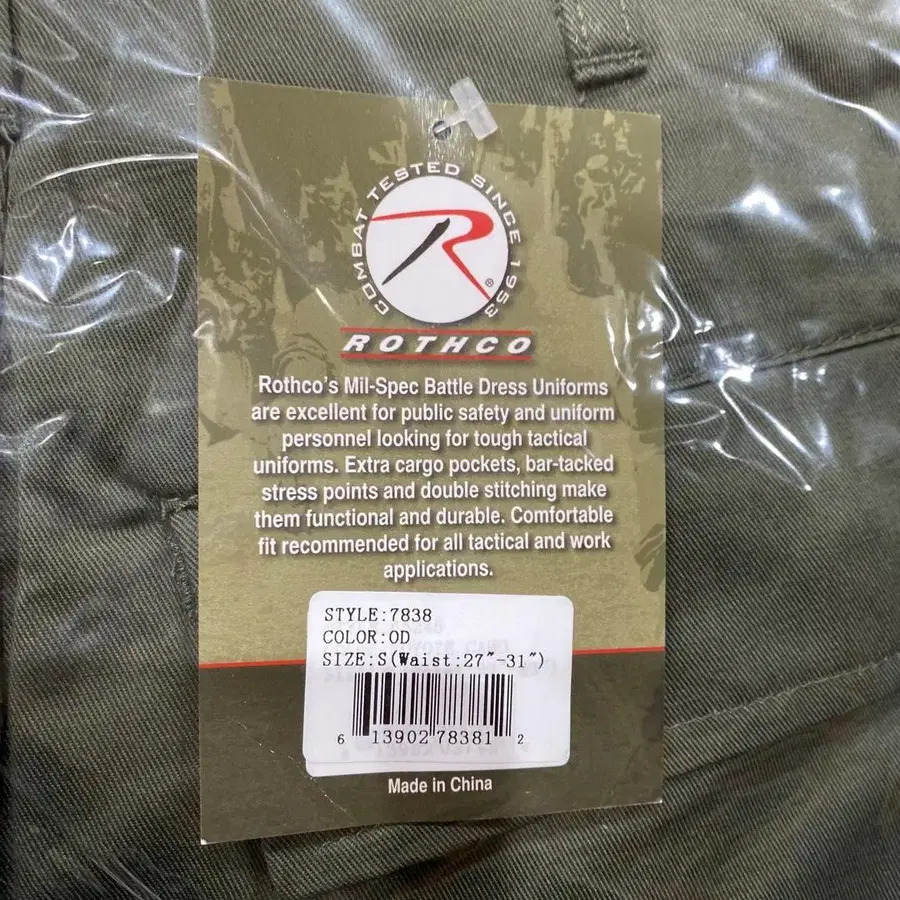 COMBAT TESTED SINCE 1953
R®
ROTHCO
Rothco's Mil-Spec Battle Dress Uniforms
are excellent for public safety and uniform
personnel looking for tough tactical
uniforms. Extra cargo pockets, bar-tacked
stress points and double stitching make
them functional and durable. Comfortable
fit recommended for all tactical and work
applications.
STYLE:7838
COLOR:OD
SIZE:S(Waist:27"-31")
6 13902 78381 2
Made in China